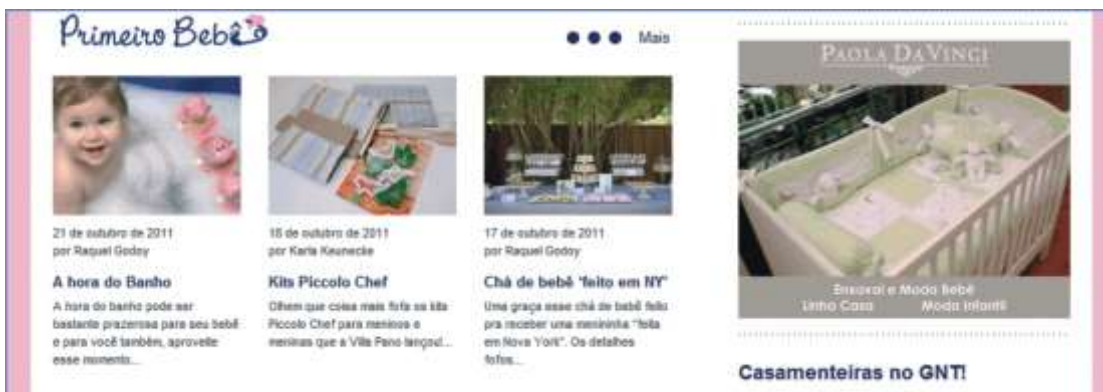 Primeiro Bebê
Mais
21 de outubro de 2011
por Raquel Godoy
A hora do Banho
A hora do banho pode ser
bastante prazerosa para seu bebê
e para você também, aproveite
esse momento...
18 de outubro de 2011
por Karla Keunecke
Kits Piccolo Chef
Olhem que coisa mais fofa os kits
Piccolo Chef para meninos e
meninas que a Villa Pano lançou!...
17 de outubro de 2011
por Raquel Godoy
Chá de bebê "feito em NY"
Uma graça esse chá de bebê feito
pra receber uma menininha "feita
em Nova York". Os detalhes
fofos...
PAOLA DAVINCI
Enxoval e Moda Bebê
Linha Casa Moda Infantil
Casamenteiras no GNT!